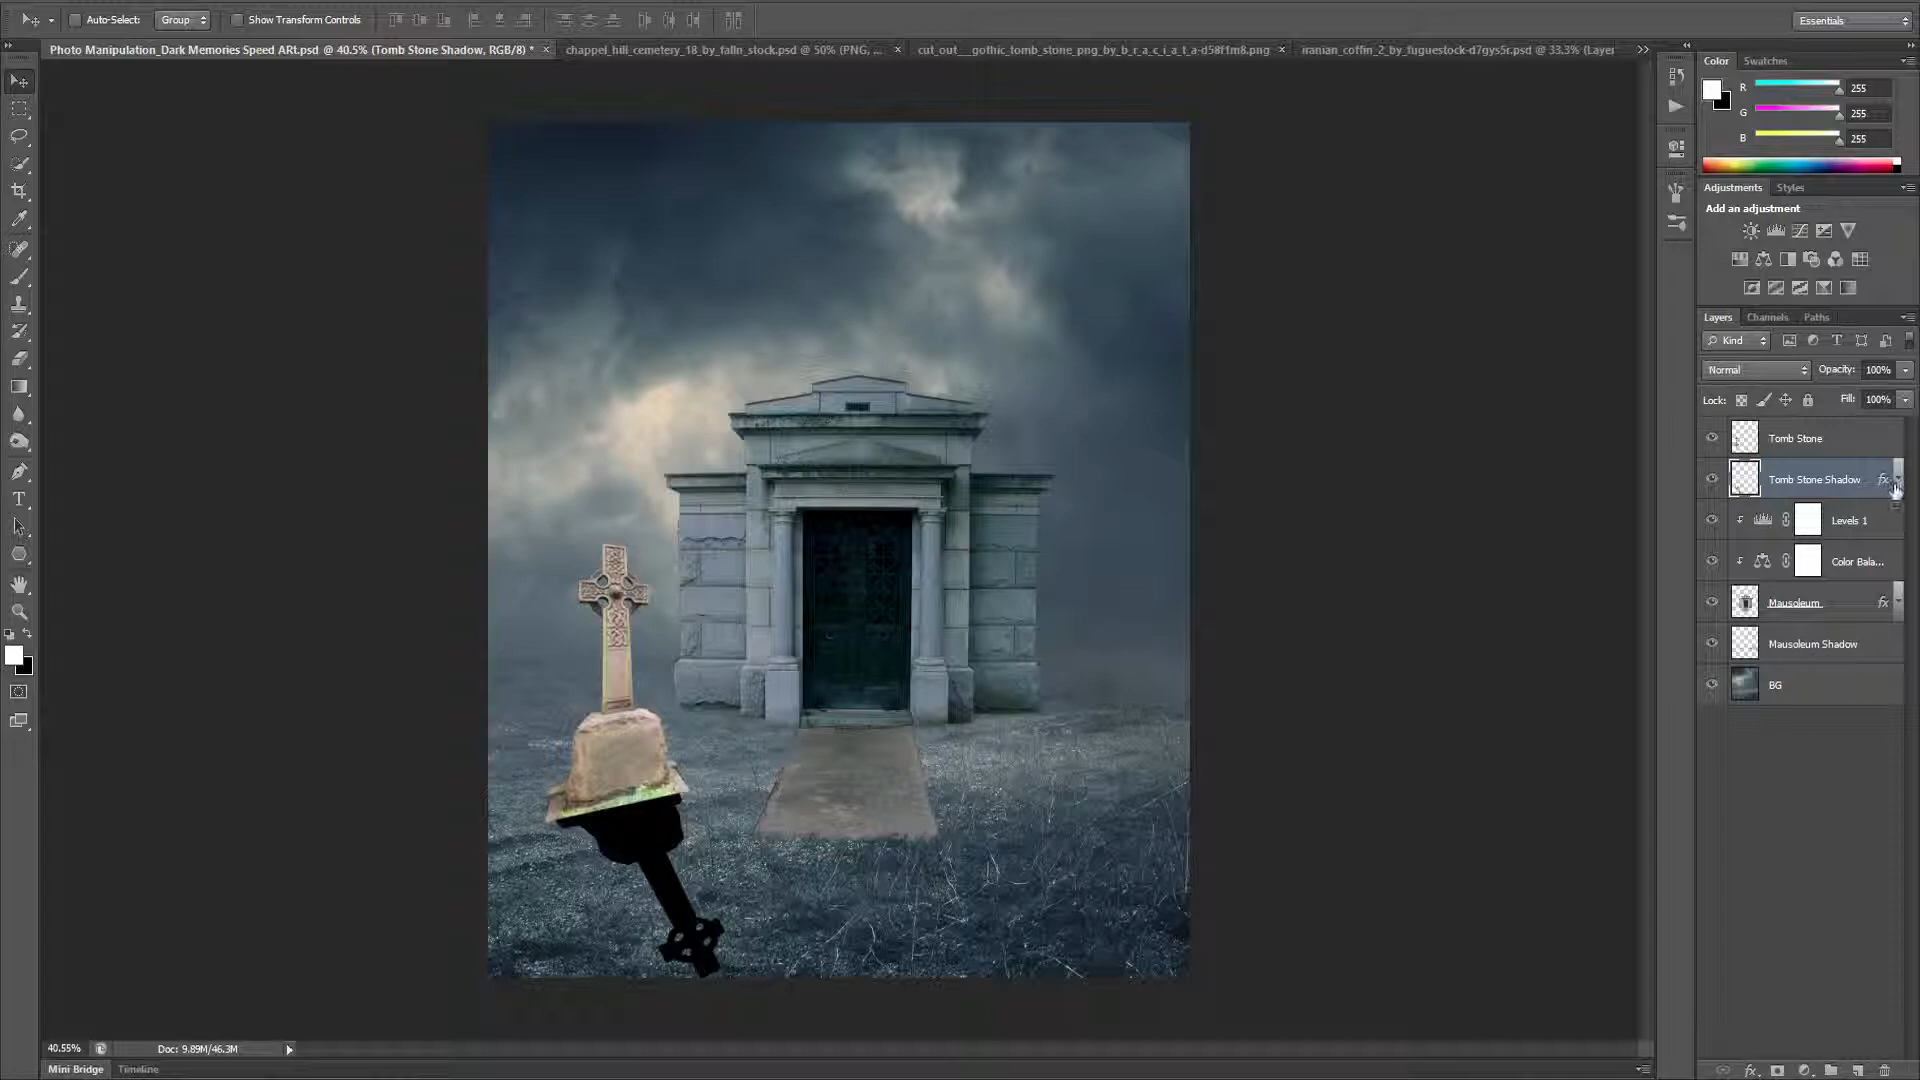 Auto-Select: Group Show Transform Controls Essentials
Photo Manipulation_Dark Memories Speed ARt.psd @ 40.5% (Tomb Stone Shadow, RGB/8) * × chappel_hill_cemetery_18_by_falln_stock.psd @ 50% (PNG, ... × cut_out__gothic_tomb_stone_png_by_b_r_a_c_i_a_t_a-d58f1m8.png × iranian_coffin_2_by_fuguestock-d7gys5r.psd @ 33.3% (Layer
Color Swatches
R 255
G 255
B 255
Adjustments Styles
Add an adjustment
Layers Channels Paths
Kind
Normal Opacity: 100%
Lock: Fill: 100%
Tomb Stone
Tomb Stone Shadow fx
Levels 1
Color Bala...
Mausoleum fx
Mausoleum Shadow
BG
40.55% Doc: 9.89M/46.3M
Mini Bridge Timeline